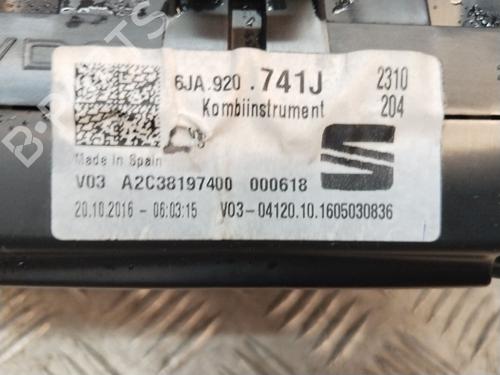 6JA.920 .741J 2310
Kombiinstrument 204
Made in Spain
V03 A2C38197400 000618
20.10.2016 - 06:03:15 V03-04120.10.1605030836